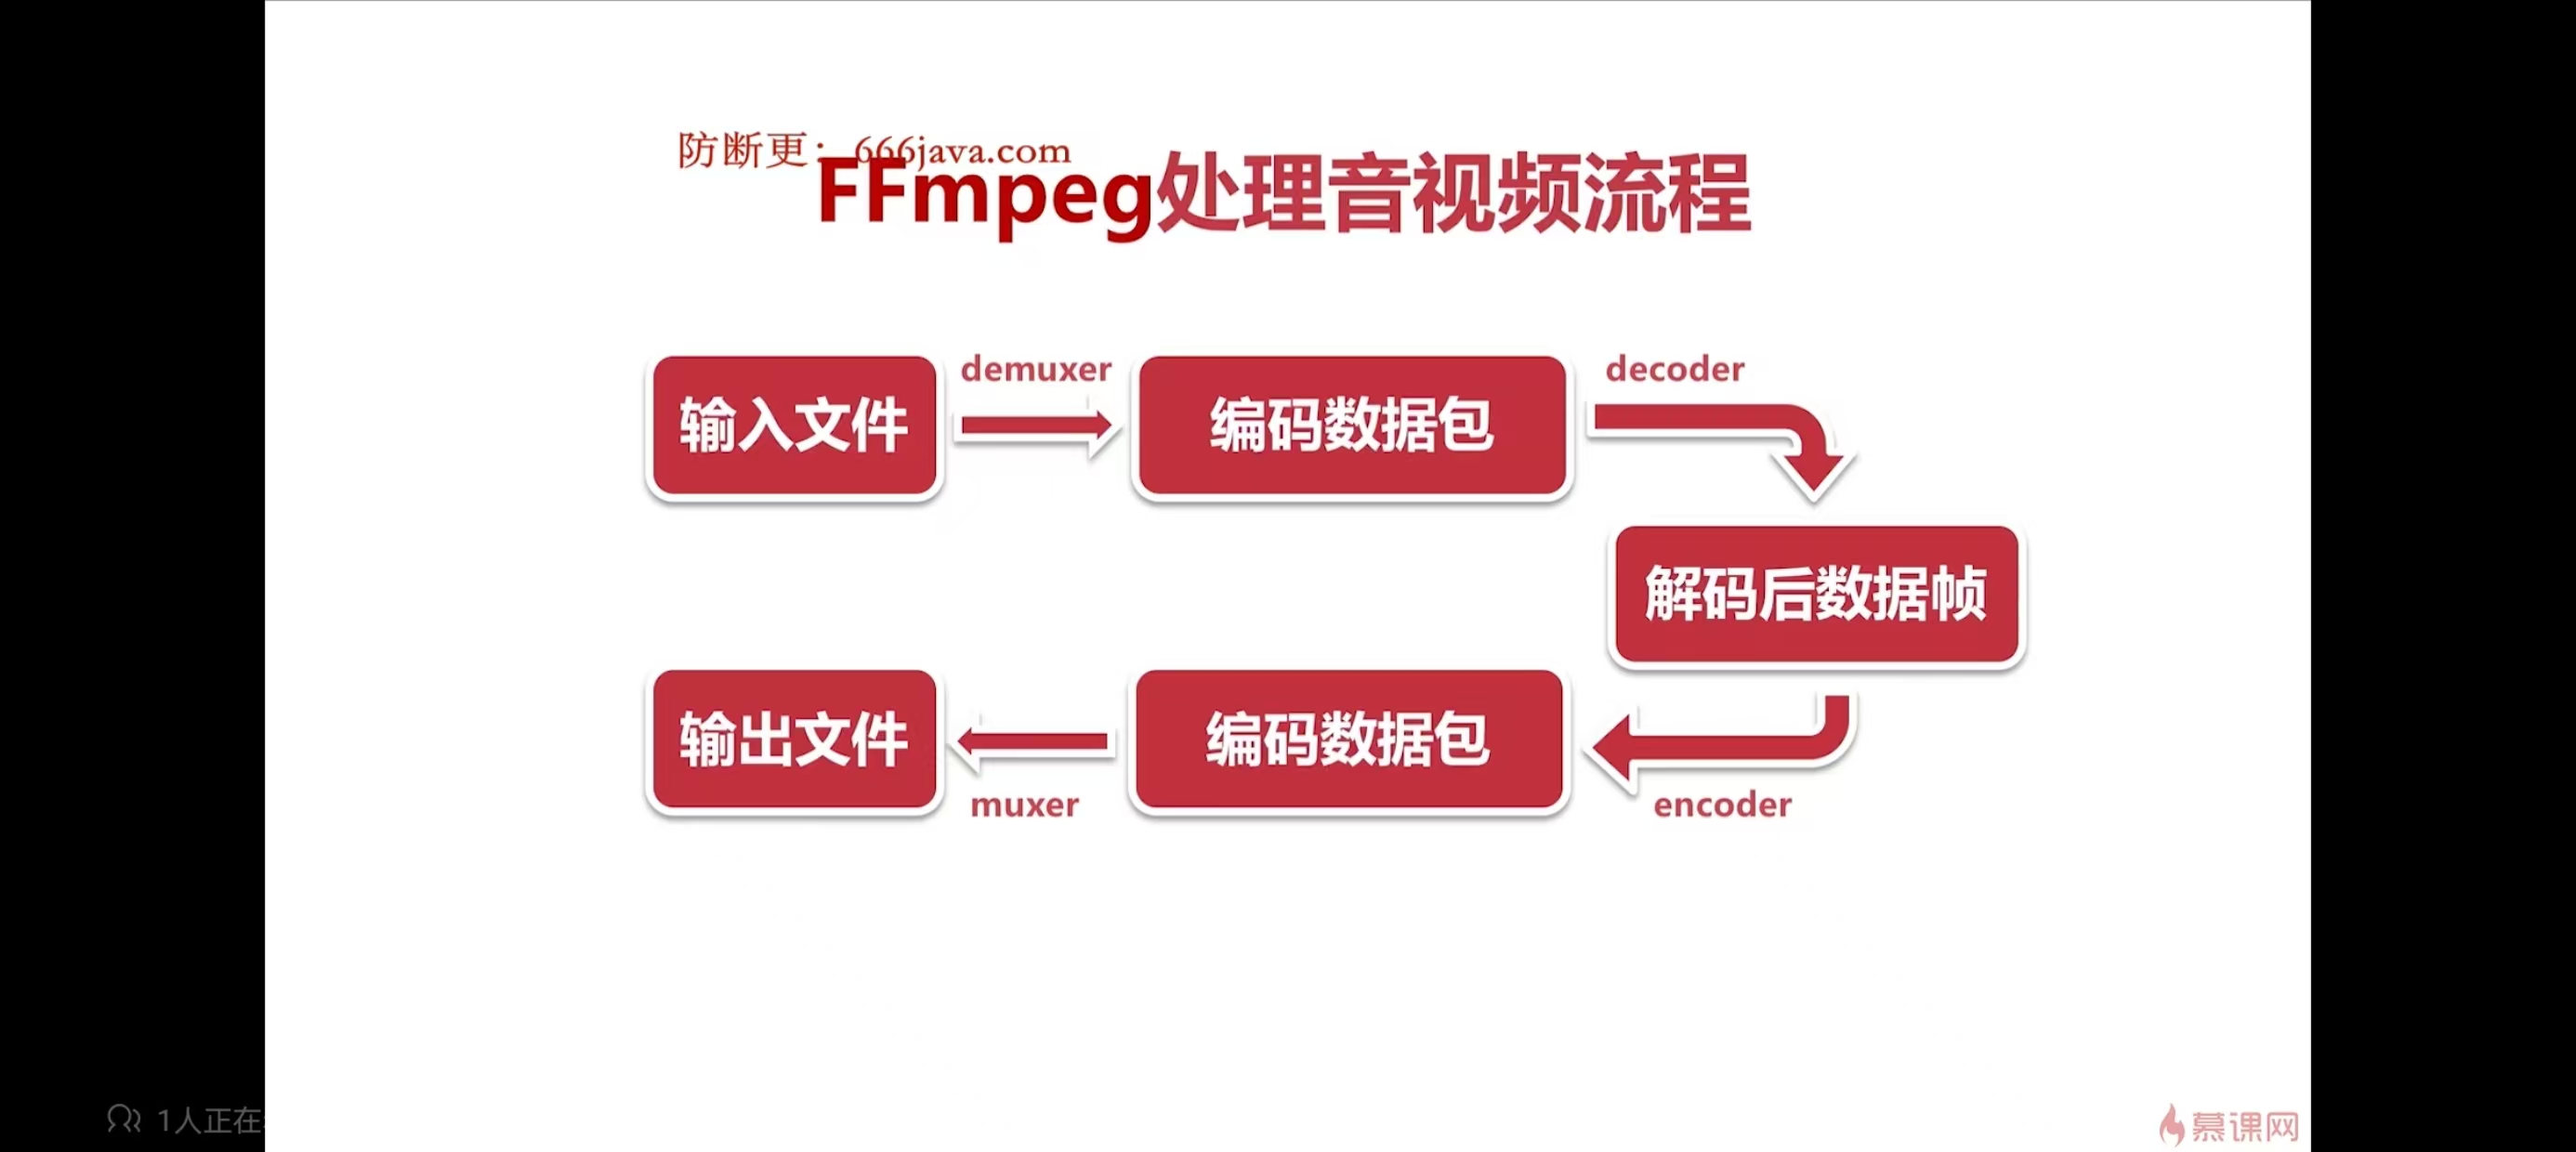 防断更：666java.com
FFmpeg处理音视频流程
demuxer
decoder
输入文件
编码数据包
解码后数据帧
输出文件
编码数据包
muxer
encoder
1人正在
慕课网